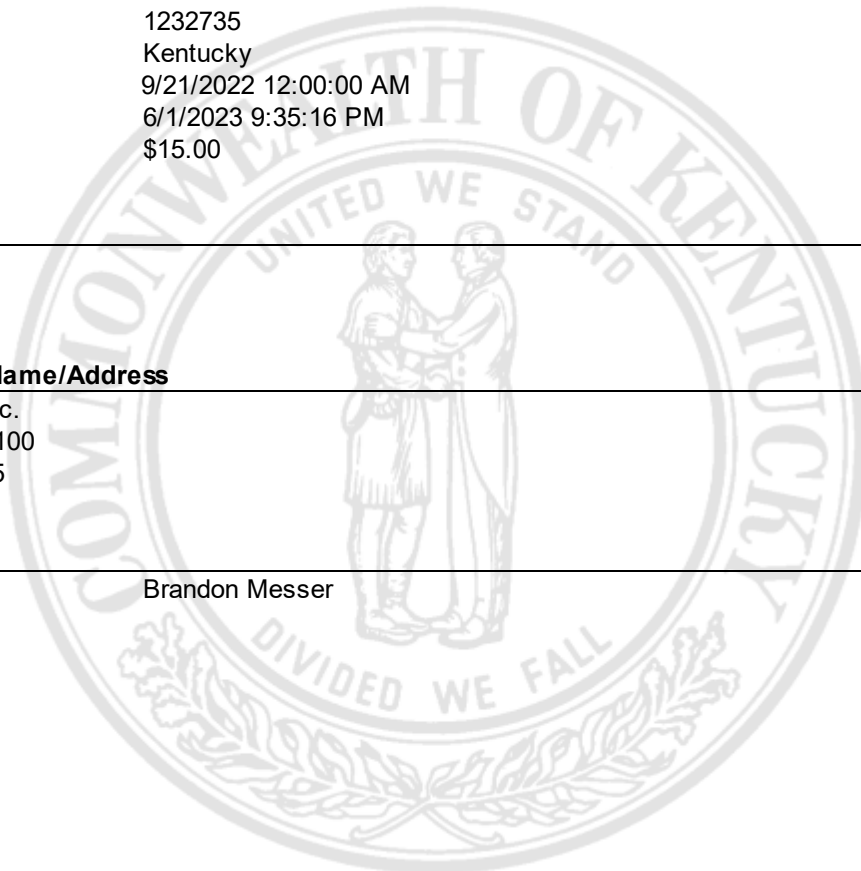 1232735
Kentucky
9/21/2022 12:00:00 AM
6/1/2023 9:35:16 PM
$15.00
COMMONWEALTH OF KENTUCKY
UNITED WE STAND
ame/Address
c.
100
5
Brandon Messer
DIVIDED WE FALL